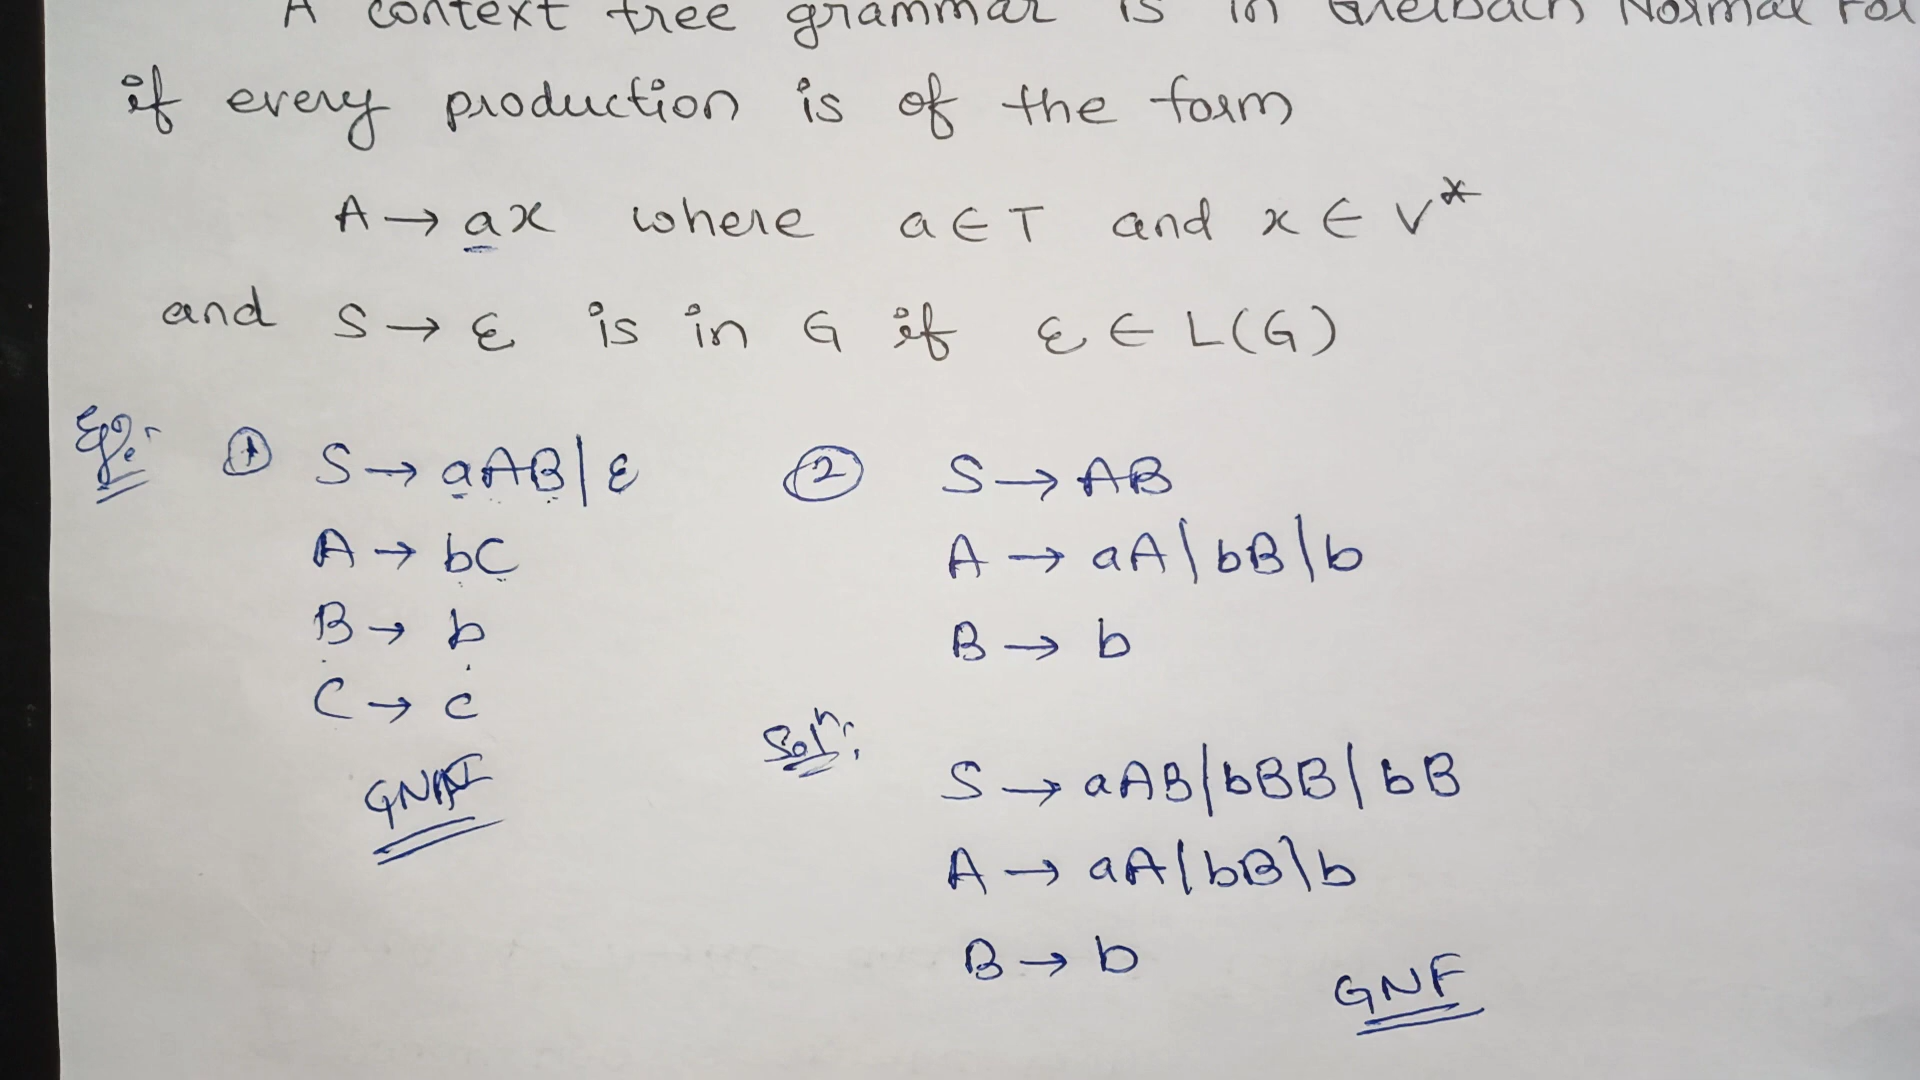 A context free grammar is in Greibach Normal For
if every production is of the form
A → ax where a ∈ T and x ∈ V*
and S → ε is in G if ε ∈ L(G)
Eg:- ① S → aAB | ε
A → bC
B → b
C → c
GNF
② S → AB
A → aA | bB | b
B → b
Solⁿ:
S → aAB | bBB | bB
A → aA | bB | b
B → b
GNF